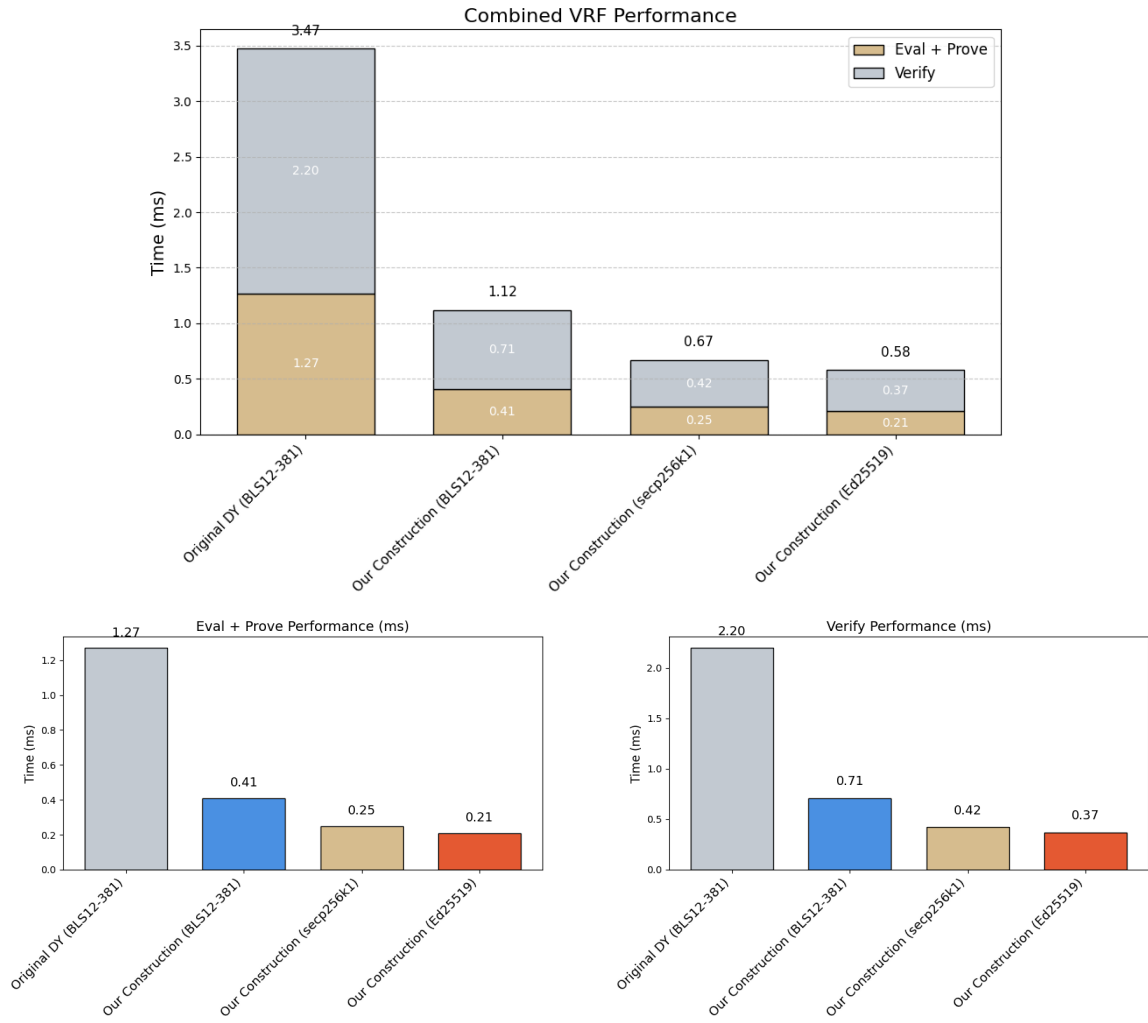 Combined VRF Performance
3.47
3.5
3.0
2.5
2.0
1.5
1.0
0.5
0.0
Time (ms)
Eval + Prove
Verify
2.20
1.27
1.12
0.71
0.41
0.67
0.42
0.25
0.58
0.37
0.21
Original DY (BLS12-381)
Our Construction (BLS12-381)
Our Construction (secp256k1)
Our Construction (Ed25519)
Eval + Prove Performance (ms)
1.27
1.2
1.0
0.8
0.6
0.4
0.2
0.0
Time (ms)
0.41
0.25
0.21
Original DY (BLS12-381)
Our Construction (BLS12-381)
Our Construction (secp256k1)
Our Construction (Ed25519)
Verify Performance (ms)
2.20
2.0
1.5
1.0
0.5
0.0
Time (ms)
0.71
0.42
0.37
Original DY (BLS12-381)
Our Construction (BLS12-381)
Our Construction (secp256k1)
Our Construction (Ed25519)